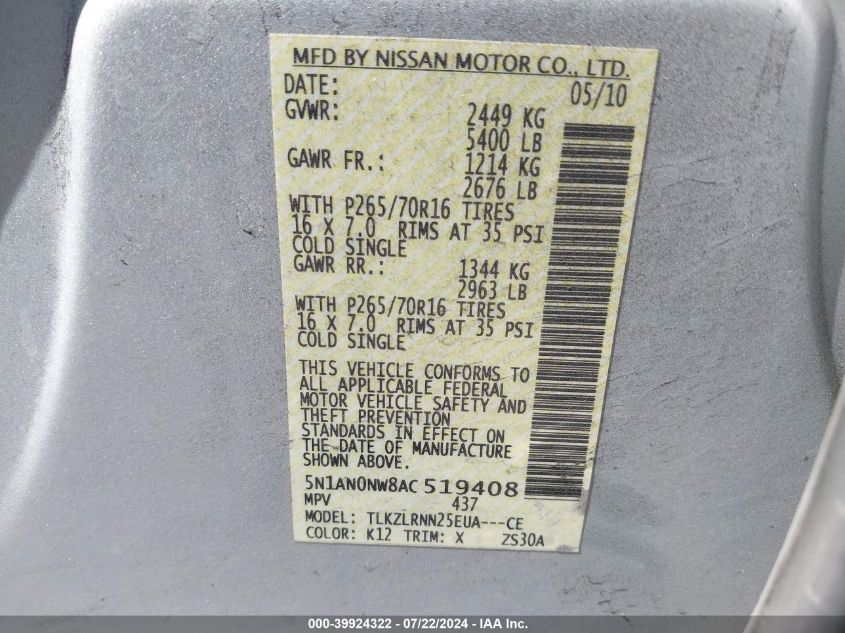 MFD BY NISSAN MOTOR CO., LTD.
DATE: 05/10
GVWR: 2449 KG
5400 LB
GAWR FR.: 1214 KG
2676 LB
WITH P265/70R16 TIRES
16 X 7.0 RIMS AT 35 PSI
COLD SINGLE
GAWR RR.: 1344 KG
2963 LB
WITH P265/70R16 TIRES
16 X 7.0 RIMS AT 35 PSI
COLD SINGLE
THIS VEHICLE CONFORMS TO
ALL APPLICABLE FEDERAL
MOTOR VEHICLE SAFETY AND
THEFT PREVENTION
STANDARDS IN EFFECT ON
THE DATE OF MANUFACTURE
SHOWN ABOVE.
5N1AN0NW8AC 519408
MPV 437
MODEL: TLKZLRNN25EUA---CE
COLOR: K12 TRIM: X ZS30A
000-39924322 / 07/22/2024 / IAA Inc.